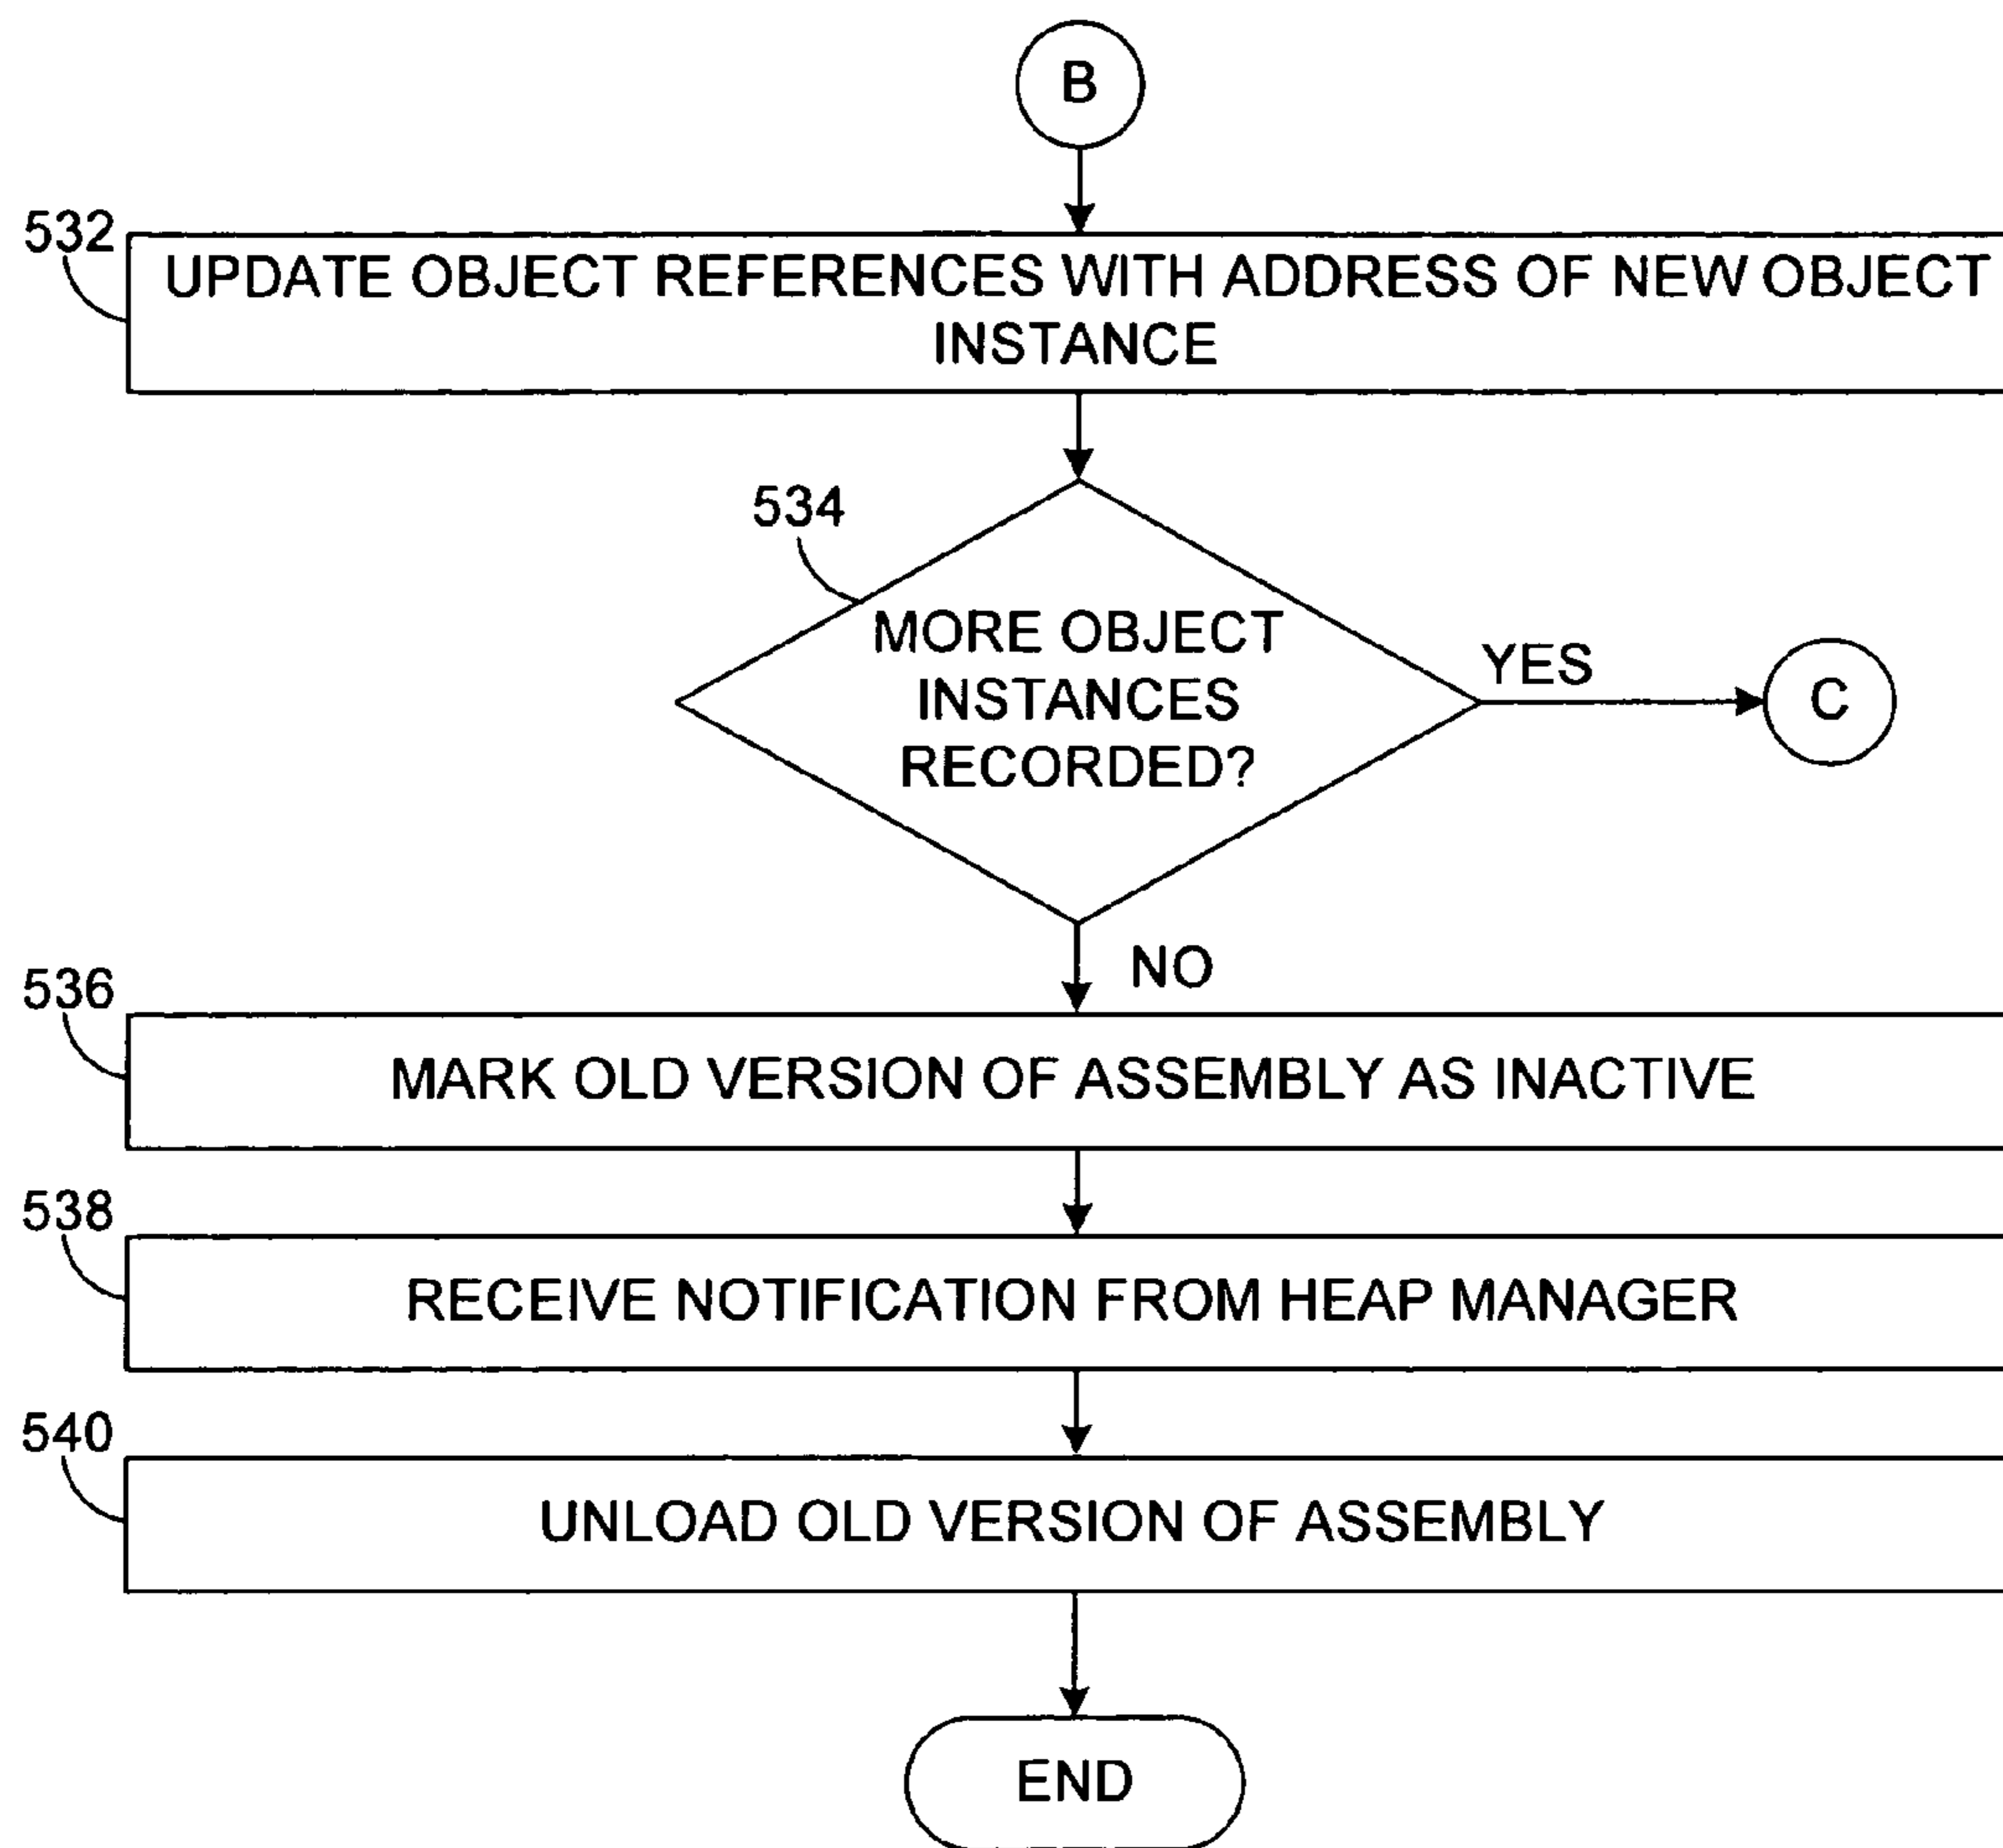 B
532
UPDATE OBJECT REFERENCES WITH ADDRESS OF NEW OBJECT
INSTANCE
534
MORE OBJECT
INSTANCES
RECORDED?
YES
C
NO
536
MARK OLD VERSION OF ASSEMBLY AS INACTIVE
538
RECEIVE NOTIFICATION FROM HEAP MANAGER
540
UNLOAD OLD VERSION OF ASSEMBLY
END